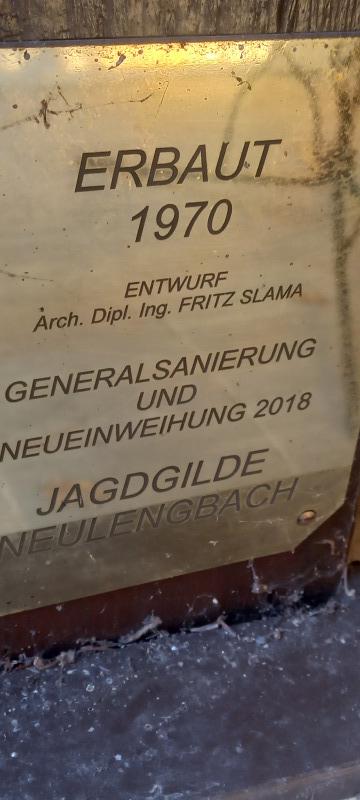 ERBAUT
1970
ENTWURF
Arch. Dipl. Ing. FRITZ SLAMA
GENERALSANIERUNG
UND
NEUEINWEIHUNG 2018
JAGDGILDE
NEULENGBACH